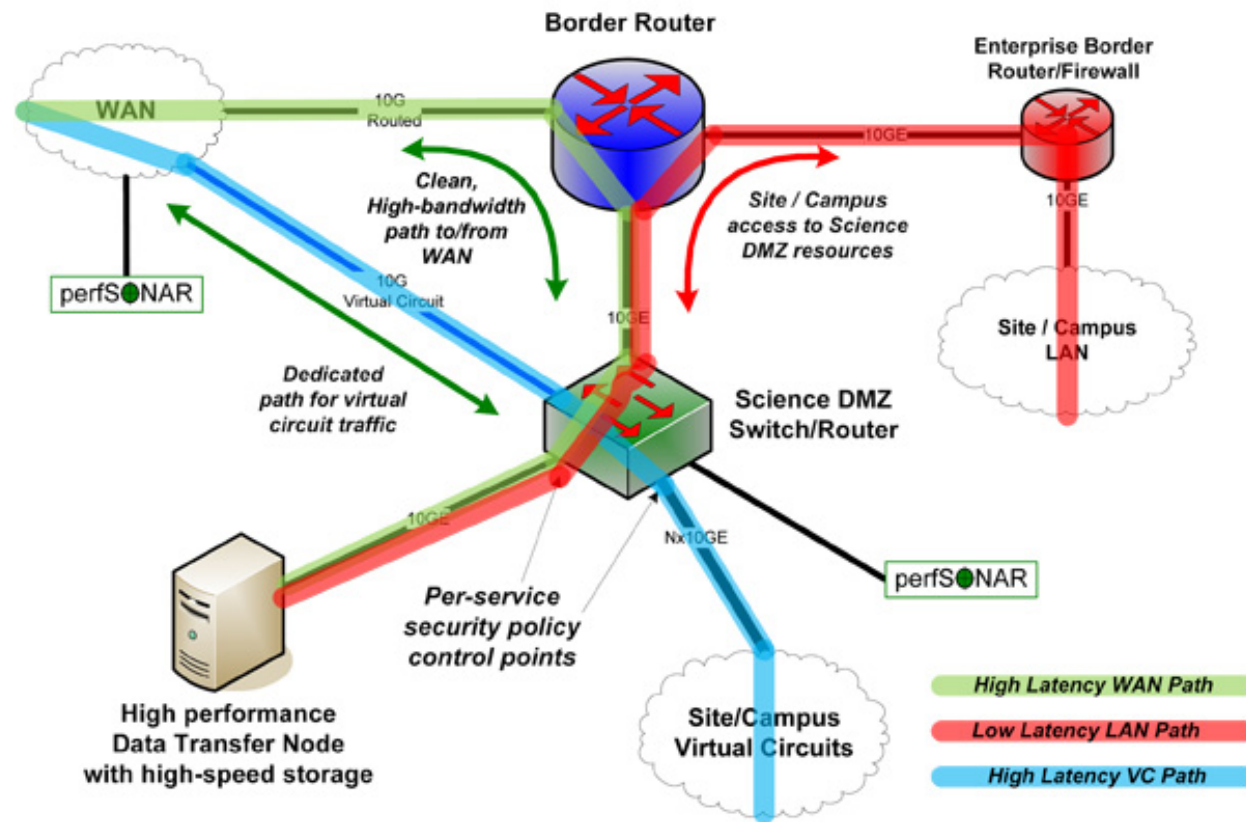 Border Router
Enterprise Border
Router/Firewall
WAN
10G
Routed
10GE
10GE
Clean,
High-bandwidth
path to/from
WAN
Site / Campus
access to Science
DMZ resources
perfSONAR
10G
Virtual Circuit
10GE
Site / Campus
LAN
Dedicated
path for virtual
circuit traffic
Science DMZ
Switch/Router
10GE
Nx10GE
perfSONAR
Per-service
security policy
control points
High performance
Data Transfer Node
with high-speed storage
Site/Campus
Virtual Circuits
High Latency WAN Path
Low Latency LAN Path
High Latency VC Path